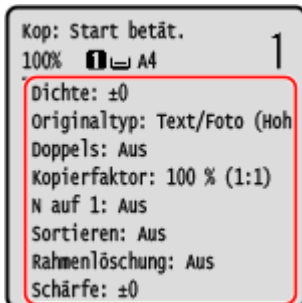 Kop: Start betät.
100% 1 A4 1
Dichte: ±0
Originaltyp: Text/Foto (Hoh
Doppels: Aus
Kopierfaktor: 100 % (1:1)
N auf 1: Aus
Sortieren: Aus
Rahmenlöschung: Aus
Schärfe: ±0